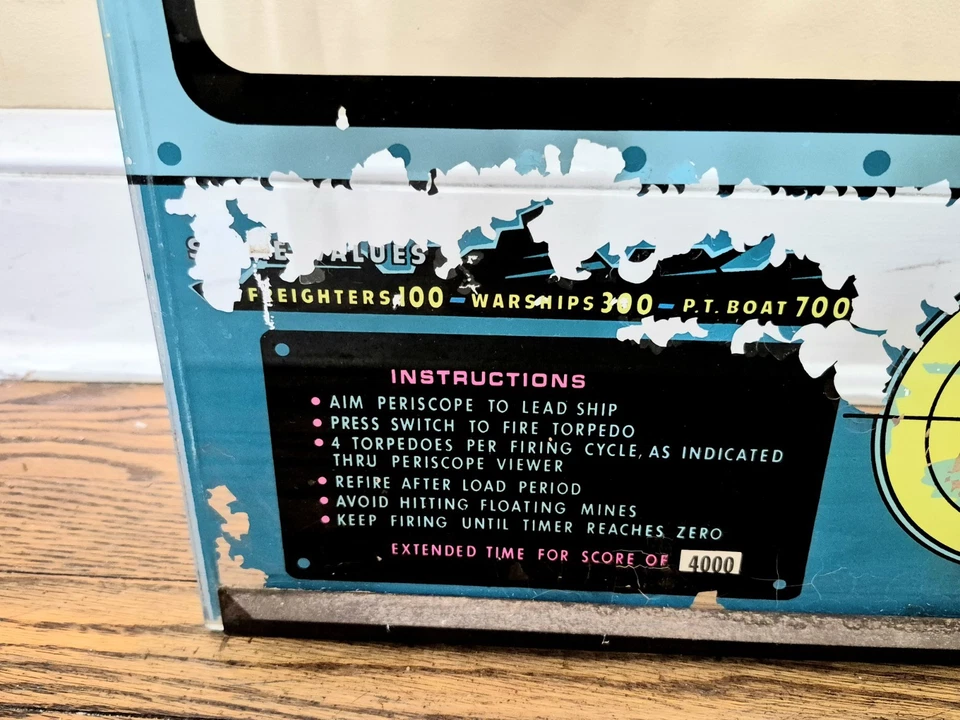 VALUES
FREIGHTERS 100 - WARSHIPS 300 - P.T. BOAT 700
INSTRUCTIONS
• AIM PERISCOPE TO LEAD SHIP
• PRESS SWITCH TO FIRE TORPEDO
• 4 TORPEDOES PER FIRING CYCLE, AS INDICATED
THRU PERISCOPE VIEWER
• REFIRE AFTER LOAD PERIOD
• AVOID HITTING FLOATING MINES
• KEEP FIRING UNTIL TIMER REACHES ZERO
EXTENDED TIME FOR SCORE OF 4000